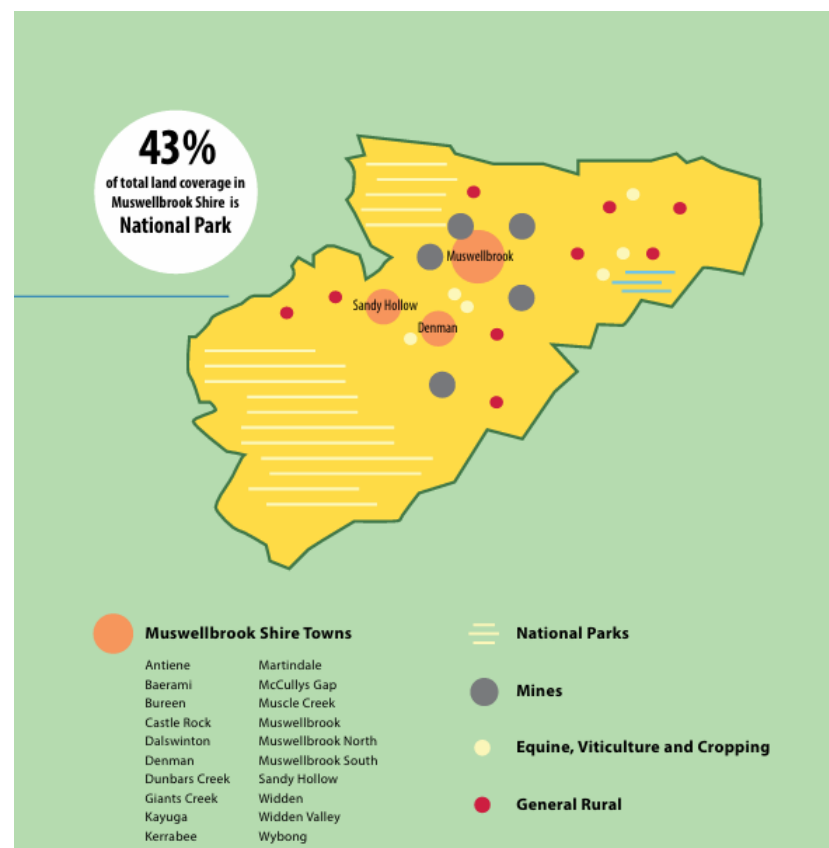 43%
of total land coverage in
Muswellbrook Shire is
National Park
Muswellbrook
Sandy Hollow
Denman
Muswellbrook Shire Towns
Antiene
Baerami
Bureen
Castle Rock
Dalswinton
Denman
Dunbars Creek
Giants Creek
Kayuga
Kerrabee
Martindale
McCullys Gap
Muscle Creek
Muswellbrook
Muswellbrook North
Muswellbrook South
Sandy Hollow
Widden
Widden Valley
Wybong
National Parks
Mines
Equine, Viticulture and Cropping
General Rural